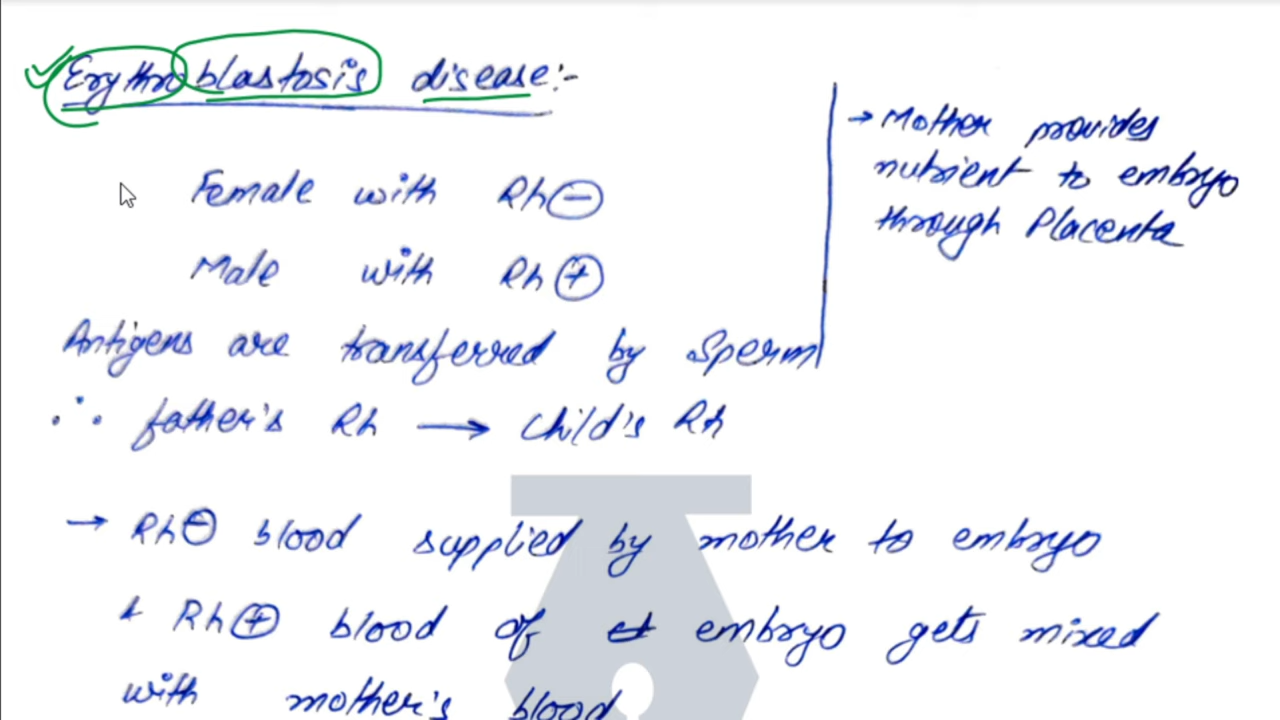 Erythroblastosis disease:-
Female with Rh⊖
Male with Rh⊕
Antigens are transferred by Sperm
∴ father's Rh → Child's Rh
→ Rh⊖ blood supplied by mother to embryo
& Rh⊕ blood of embryo gets mixed
with mother's blood
→ Mother provides
nutrient to embryo
through Placenta